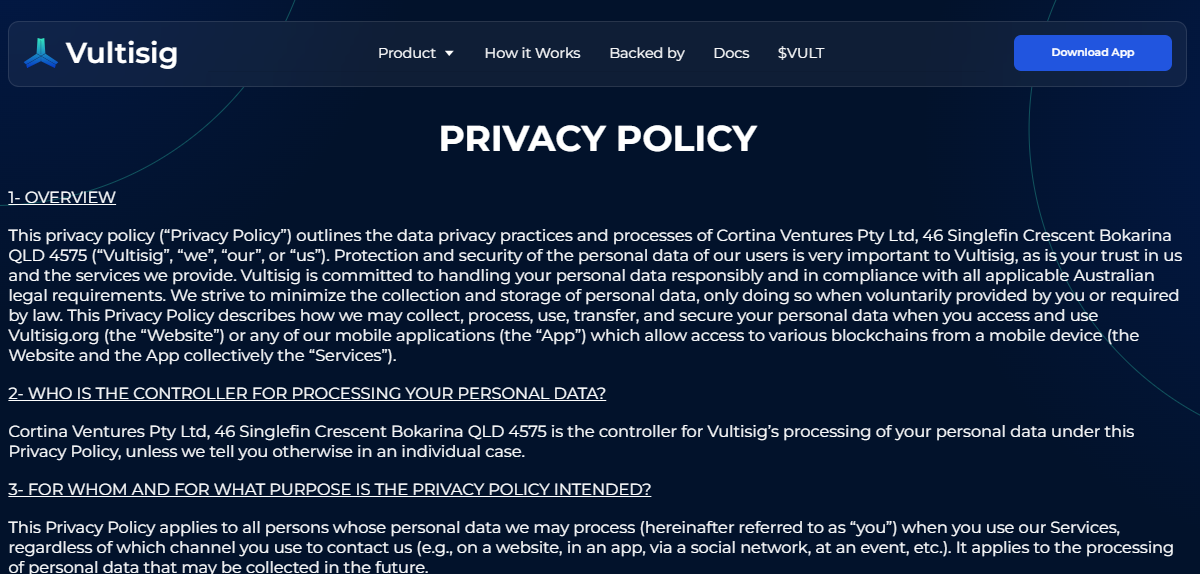 Vultisig
Product
How it Works
Backed by
Docs
$VULT
Download App
PRIVACY POLICY
1- OVERVIEW
This privacy policy (“Privacy Policy”) outlines the data privacy practices and processes of Cortina Ventures Pty Ltd, 46 Singlefin Crescent Bokarina
QLD 4575 (“Vultisig”, “we”, “our”, or “us”). Protection and security of the personal data of our users is very important to Vultisig, as is your trust in us
and the services we provide. Vultisig is committed to handling your personal data responsibly and in compliance with all applicable Australian
legal requirements. We strive to minimize the collection and storage of personal data, only doing so when voluntarily provided by you or required
by law. This Privacy Policy describes how we may collect, process, use, transfer, and secure your personal data when you access and use
Vultisig.org (the “Website”) or any of our mobile applications (the “App”) which allow access to various blockchains from a mobile device (the
Website and the App collectively the “Services”).
2- WHO IS THE CONTROLLER FOR PROCESSING YOUR PERSONAL DATA?
Cortina Ventures Pty Ltd, 46 Singlefin Crescent Bokarina QLD 4575 is the controller for Vultisig’s processing of your personal data under this
Privacy Policy, unless we tell you otherwise in an individual case.
3- FOR WHOM AND FOR WHAT PURPOSE IS THE PRIVACY POLICY INTENDED?
This Privacy Policy applies to all persons whose personal data we may process (hereinafter referred to as “you”) when you use our Services,
regardless of which channel you use to contact us (e.g., on a website, in an app, via a social network, at an event, etc.). It applies to the processing
of personal data that may be collected in the future.